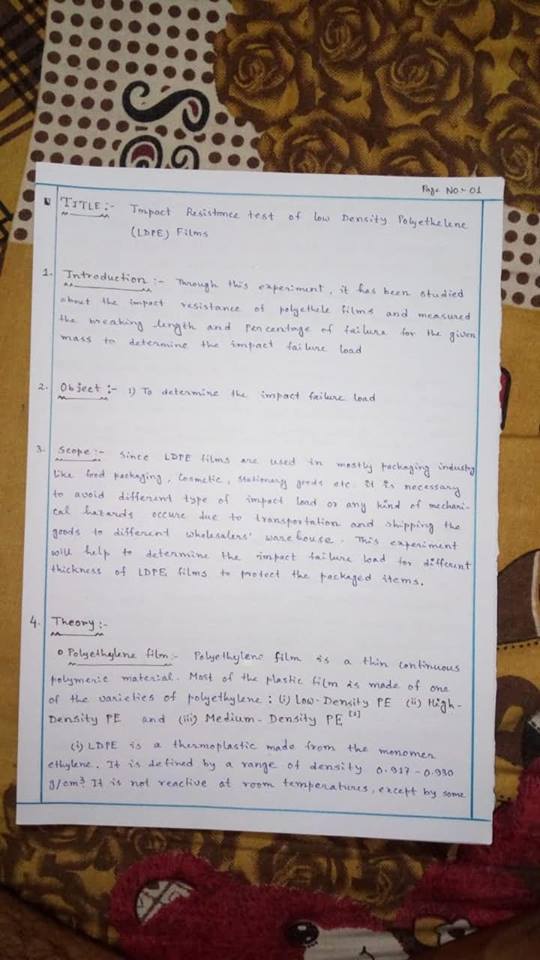 Page No:- 01
TITLE:- Impact Resistance test of low Density Polyethelene
(LDPE) Films
1. Introduction:- Through this experiment, it has been studied
about the impact resistance of polyethele films and measured
the breaking length and percentage of failure for the given
mass to determine the impact failure load
2. Object:- 1) To determine the impact failure load
3. Scope:- Since LDPE films are used in mostly packaging industry
like food packaging, Cosmetic, stationary goods etc. it is necessary
to avoid different type of impact load or any kind of mechani-
cal hazards occure due to transportation and shipping the
goods to different wholesalers' warehouse. This experiment
will help to determine the impact failure load for different
thickness of LDPE films to protect the packaged items.
4. Theory:-
Polyethylene film:- Polyethylene film is a thin continuous
polymeric material. Most of the plastic film is made of one
of the varieties of polyethylene: (i) Low-Density PE (ii) High-
Density PE and (iii) Medium-Density PE
(i) LDPE is a thermoplastic made from the monomer
ethylene. It is defined by a range of density 0.917-0.930
g/cm³. It is not reactive at room temperatures, except by some